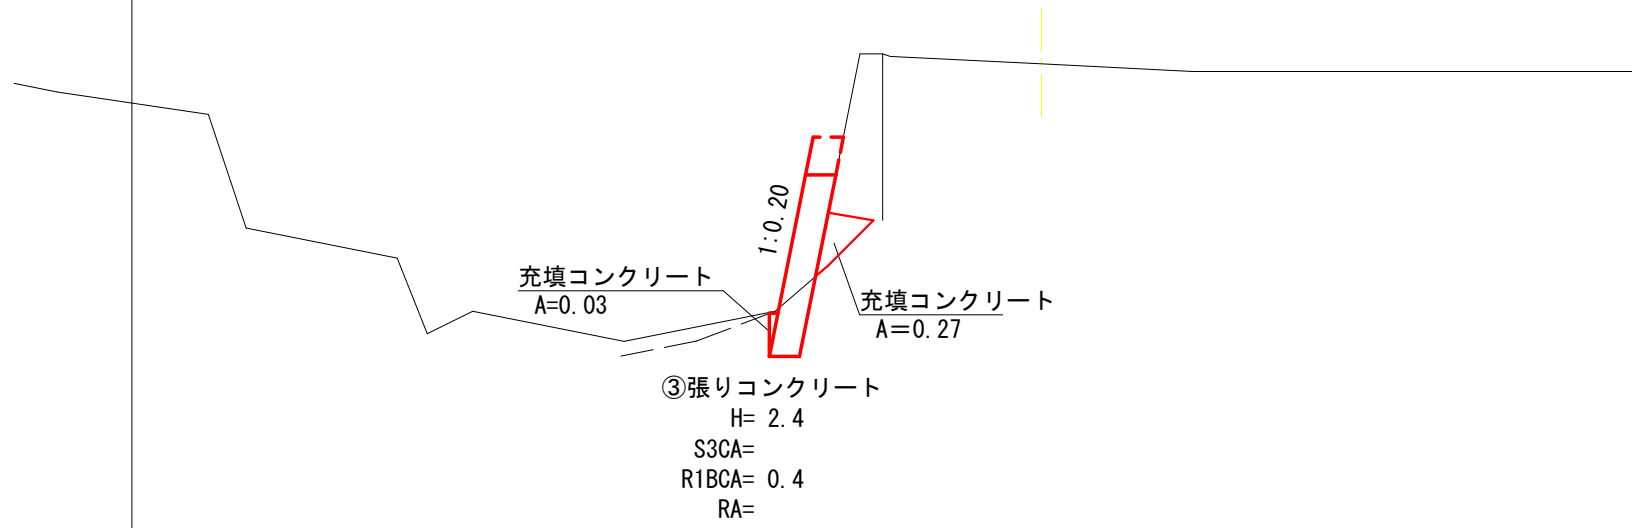 1:0.20
充填コンクリート
A=0.03
充填コンクリート
A＝0.27
③張りコンクリート
H= 2.4
S3CA=
R1BCA= 0.4
RA=